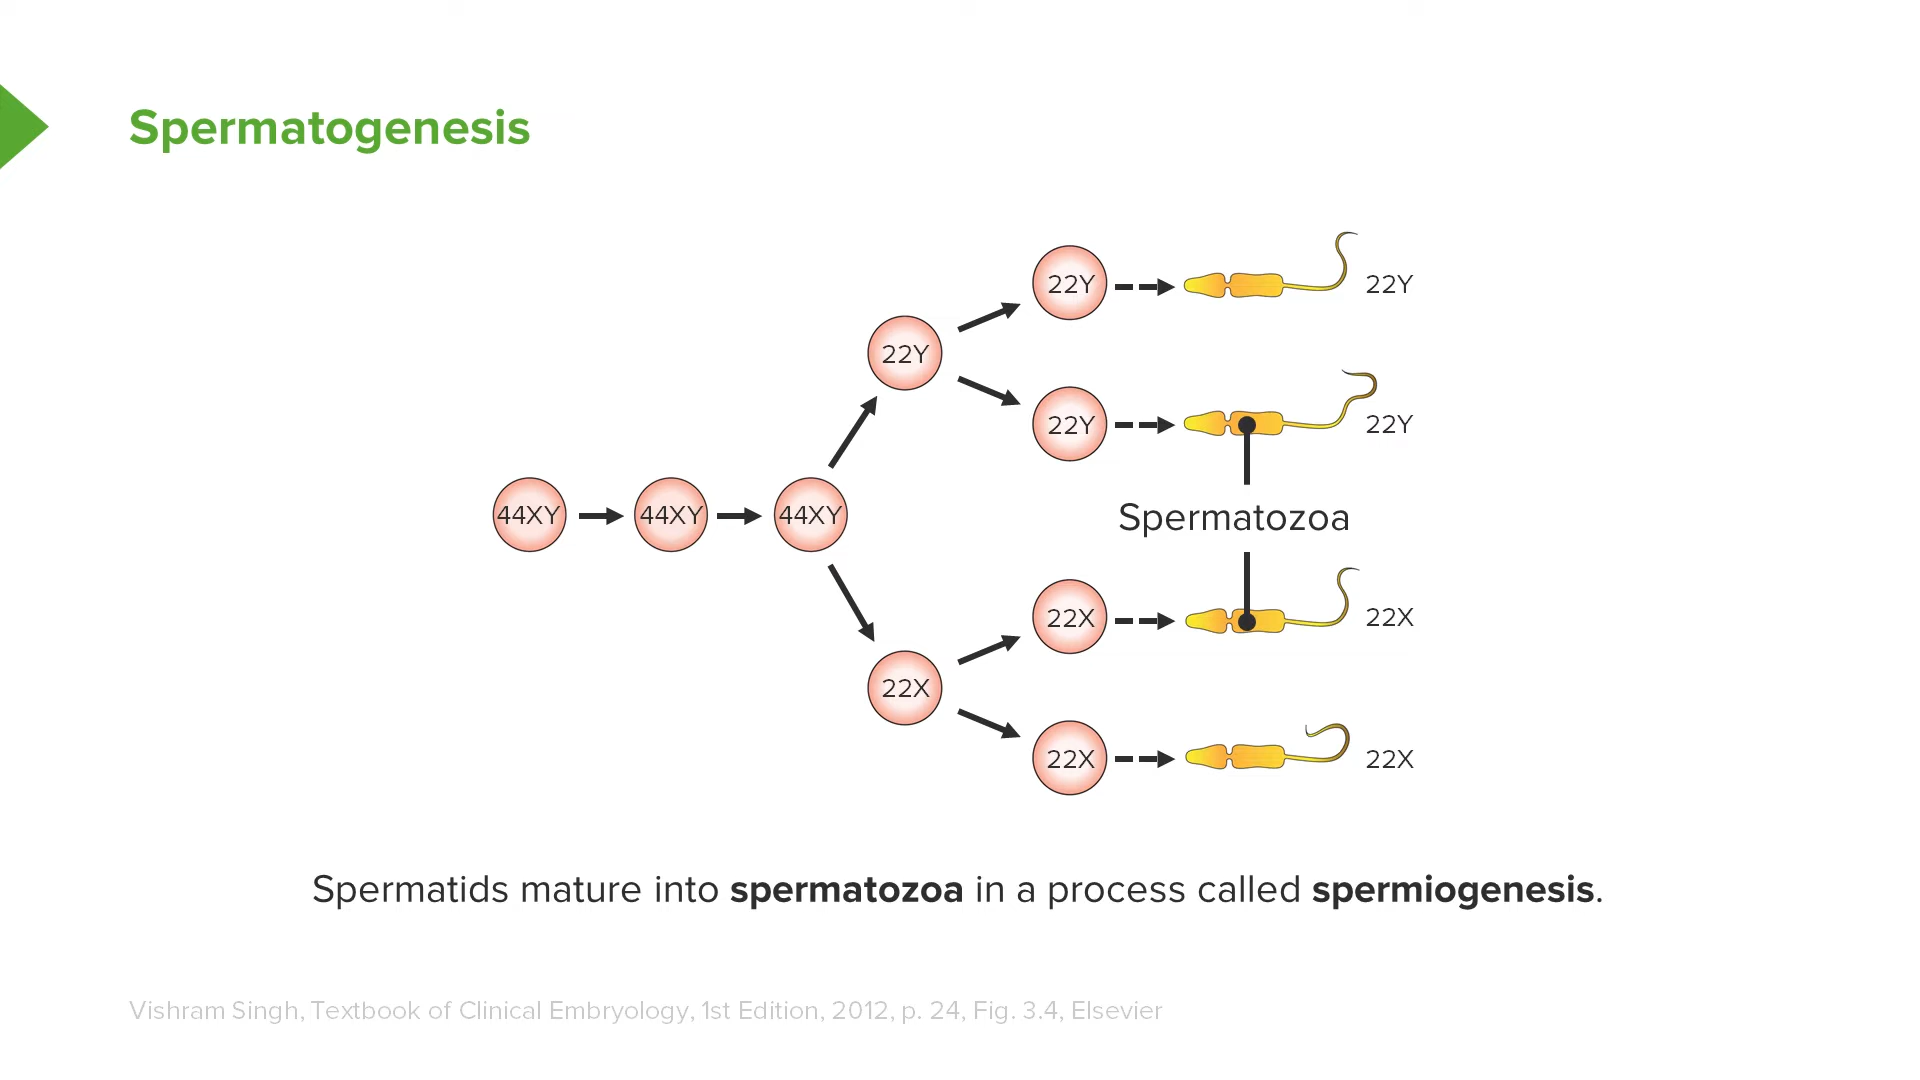 Spermatogenesis
22Y
22Y
22Y
22Y
22Y
44XY
44XY
44XY
Spermatozoa
22X
22X
22X
22X
22X
Spermatids mature into spermatozoa in a process called spermiogenesis.
Vishram Singh, Textbook of Clinical Embryology, 1st Edition, 2012, p. 24, Fig. 3.4, Elsevier